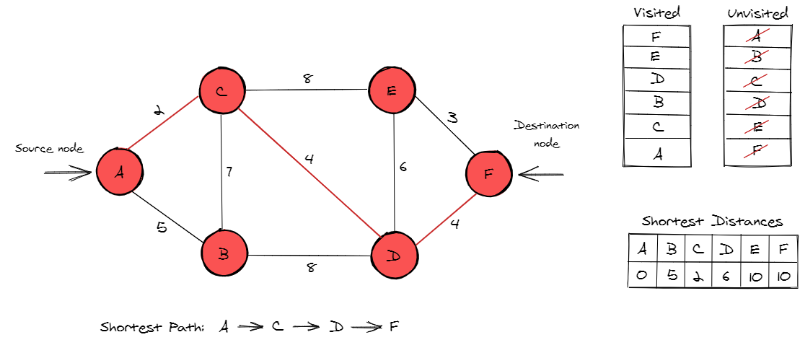 Visited
F
E
D
B
C
A
Unvisited
A
B
C
D
E
F
Source node
Destination node
A
C
E
B
D
F
2
8
3
7
4
6
5
8
4
Shortest Distances
A B C D E F
0 5 2 6 10 10
Shortest Path: A → C → D → F